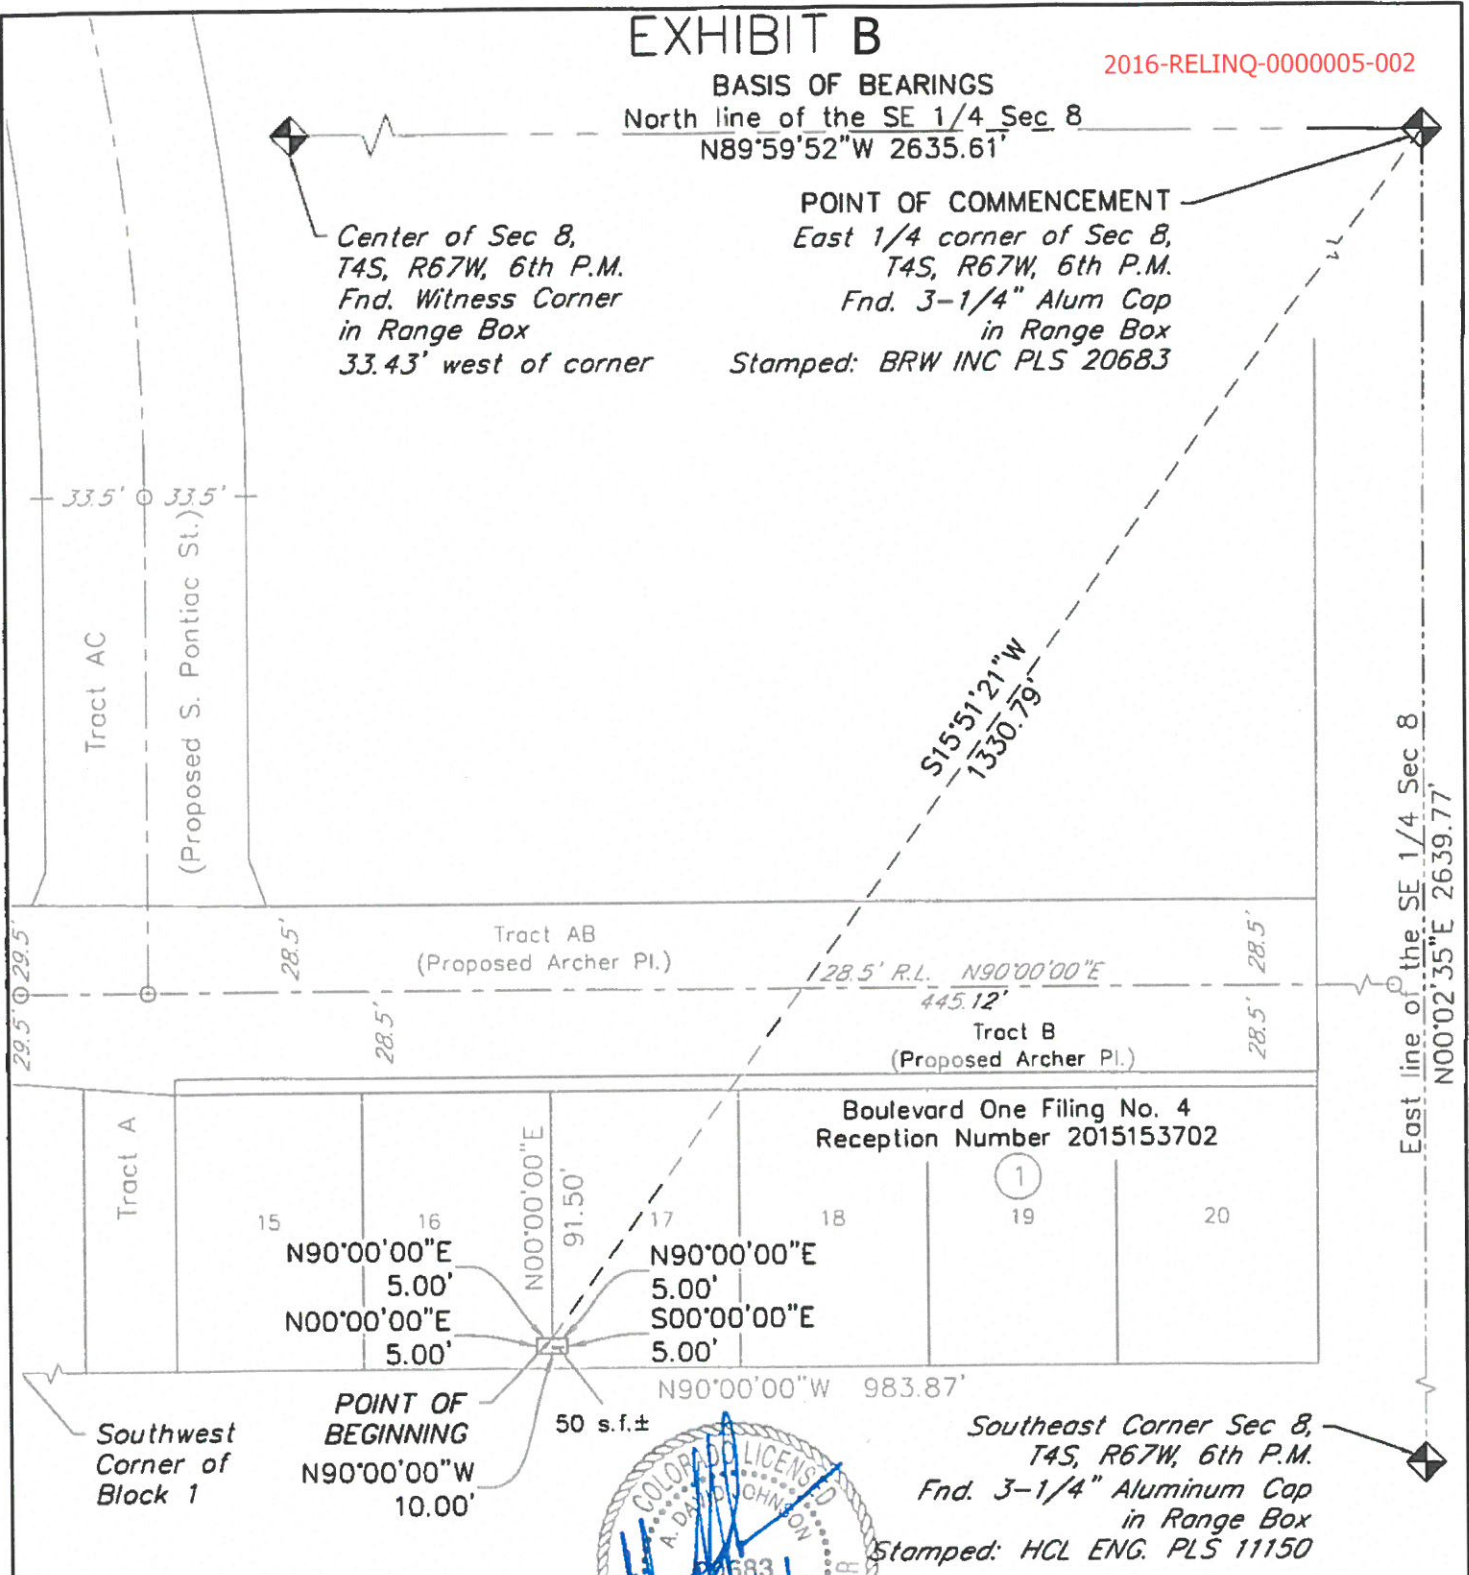 EXHIBIT B
2016-RELINQ-0000005-002
BASIS OF BEARINGS
North line of the SE 1/4 Sec 8
N89°59'52"W 2635.61'
POINT OF COMMENCEMENT
East 1/4 corner of Sec 8,
T4S, R67W, 6th P.M.
Fnd. 3-1/4" Alum Cap
in Range Box
Stamped: BRW INC PLS 20683
Center of Sec 8,
T4S, R67W, 6th P.M.
Fnd. Witness Corner
in Range Box
33.43' west of corner
33.5'
33.5'
Tract AC
(Proposed S. Pontiac St.)
S15°51'21"W
1330.79'
East line of the SE 1/4 Sec 8
N00°02'35"E 2639.77'
29.5'
29.5'
28.5'
28.5'
Tract AB
(Proposed Archer Pl.)
28.5' R.L. N90°00'00"E
445.12'
28.5'
28.5'
Tract B
(Proposed Archer Pl.)
Boulevard One Filing No. 4
Reception Number 2015153702
1
Tract A
15
16
17
18
19
20
N00°00'00"E
91.50'
N90°00'00"E
5.00'
N00°00'00"E
5.00'
N90°00'00"E
5.00'
S00°00'00"E
5.00'
N90°00'00"W 983.87'
POINT OF
BEGINNING
N90°00'00"W
10.00'
50 s.f.±
Southwest
Corner of
Block 1
Southeast Corner Sec 8,
T4S, R67W, 6th P.M.
Fnd. 3-1/4" Aluminum Cap
in Range Box
Stamped: HCL ENG. PLS 11150
COLORADO LICENSED
A. DAVID JOHNSON